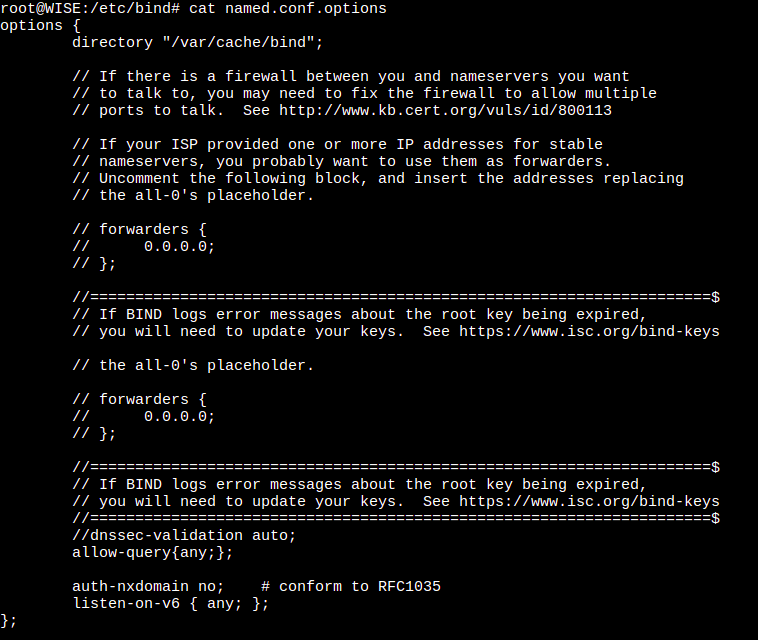 root@WISE:/etc/bind# cat named.conf.options
options {
        directory "/var/cache/bind";

        // If there is a firewall between you and nameservers you want
        // to talk to, you may need to fix the firewall to allow multiple
        // ports to talk.  See http://www.kb.cert.org/vuls/id/800113

        // If your ISP provided one or more IP addresses for stable
        // nameservers, you probably want to use them as forwarders.
        // Uncomment the following block, and insert the addresses replacing
        // the all-0's placeholder.

        // forwarders {
        //      0.0.0.0;
        // };

        //=====================================================================$
        // If BIND logs error messages about the root key being expired,
        // you will need to update your keys.  See https://www.isc.org/bind-keys

        // the all-0's placeholder.

        // forwarders {
        //      0.0.0.0;
        // };

        //=====================================================================$
        // If BIND logs error messages about the root key being expired,
        // you will need to update your keys.  See https://www.isc.org/bind-keys
        //=====================================================================$
        //dnssec-validation auto;
        allow-query{any;};

        auth-nxdomain no;    # conform to RFC1035
        listen-on-v6 { any; };
};